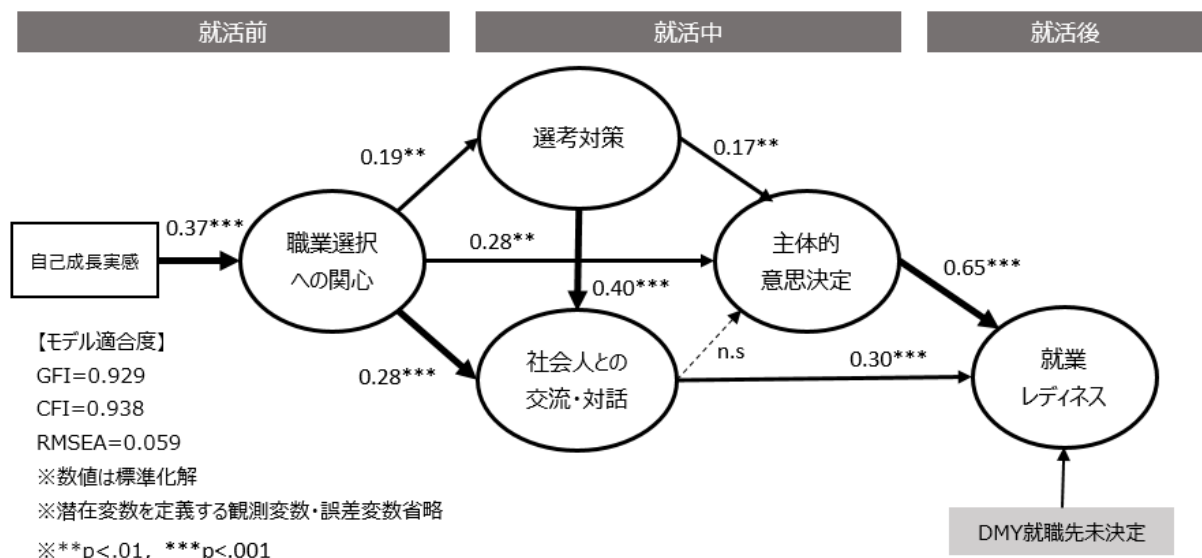 就活前
就活中
就活後
選考対策
0.19**
0.17**
0.37***
自己成長実感
職業選択
への関心
0.28**
主体的
意思決定
0.65***
0.40***
0.28***
社会人との
交流・対話
n.s
0.30***
就業
レディネス
【モデル適合度】
GFI=0.929
CFI=0.938
RMSEA=0.059
※数値は標準化解
※潜在変数を定義する観測変数・誤差変数省略
※**p<.01, ***p<.001
DMY就職先未決定